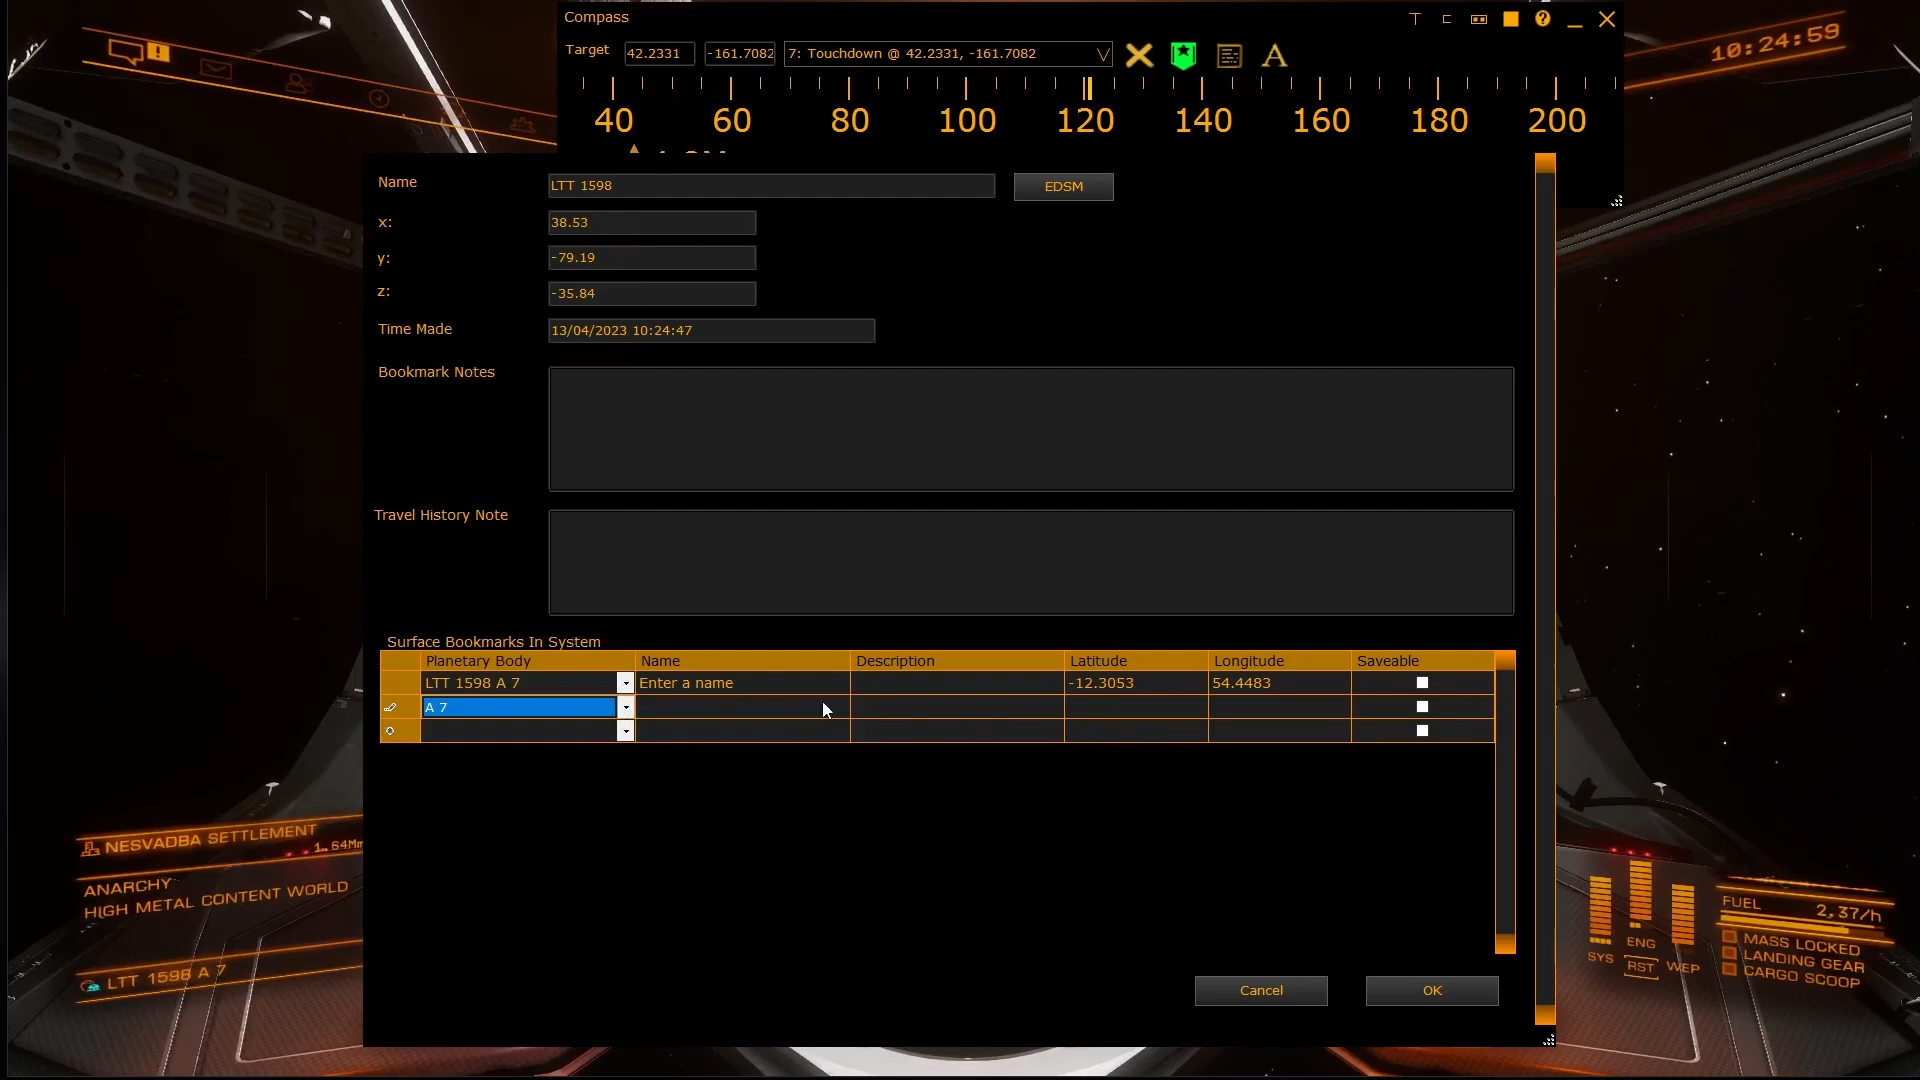 Compass
10:24:59
Target 42.2331 -161.7082 7: Touchdown @ 42.2331, -161.7082
40 60 80 100 120 140 160 180 200
Name LTT 1598 EDSM
x: 38.53
y: -79.19
z: -35.84
Time Made 13/04/2023 10:24:47
Bookmark Notes
Travel History Note
Surface Bookmarks In System
Planetary Body Name Description Latitude Longitude Saveable
LTT 1598 A 7 Enter a name -12.3053 54.4483
A 7
Cancel OK
NESVADBA SETTLEMENT
1.64Mm
ANARCHY
HIGH METAL CONTENT WORLD
LTT 1598 A 7
SYS ENG WEP
RST
FUEL 2,37/h
MASS LOCKED
LANDING GEAR
CARGO SCOOP